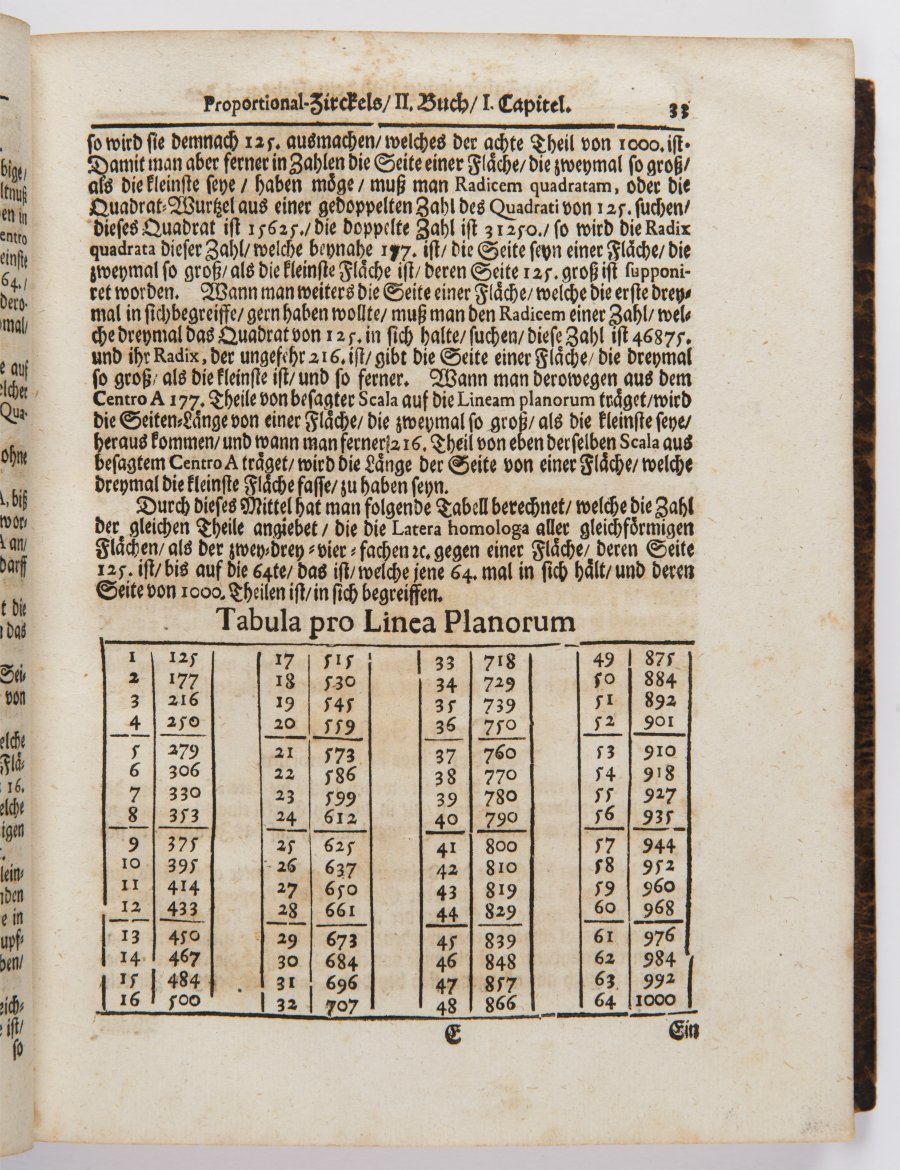 Proportional-Zirckels/ II. Buch/ I. Capitel. 33
so wird sie demnach 125. ausmachen/ welches der achte Theil von 1000. ist.
Damit man aber ferner in Zahlen die Seite einer Fläche/ die zweymal so groß/
als die kleinste seye / haben möge / muß man Radicem quadratam, oder die
Quadrat-Wurtzel aus einer gedoppelten Zahl des Quadrati von 125. suchen/
dieses Quadrat ist 15625./ die doppelte Zahl ist 31250./ so wird die Radix
quadrata dieser Zahl/ welche beynahe 177. ist/ die Seite seyn einer Fläche/ die
zweymal so groß/ als die kleinste Fläche ist/ deren Seite 125. groß ist supponi-
ret worden. Wann man weiters die Seite einer Fläche/ welche die erste drey-
mal in sich begreiffe/ gern haben wollte/ muß man den Radicem einer Zahl/ wel-
che dreymal das Quadrat von 125. in sich halte/ suchen/ diese Zahl ist 46875.
und ihr Radix, der ungefehr 216. ist/ gibt die Seite einer Fläche/ die dreymal
so groß/ als die kleinste ist/ und so ferner. Wann man derowegen aus dem
Centro A 177. Theile von besagter Scala auf die Lineam planorum träget/ wird
die Seiten-Länge von einer Fläche/ die zweymal so groß/ als die kleinste seye/
heraus kommen/ und wann man ferner 216. Theil von eben derselben Scala aus
besagtem Centro A träget/ wird die Länge der Seite von einer Fläche/ welche
dreymal die kleinste Fläche fasse/ zu haben seyn.
Durch dieses Mittel hat man folgende Tabell berechnet/ welche die Zahl
der gleichen Theile angiebet / die die Latera homologa aller gleichförmigen
Flächen/ als der zwey-drey-vier-fachen ꝛc. gegen einer Fläche/ deren Seite
125. ist/ bis auf die 64te/ das ist/ welche jene 64. mal in sich hält/ und deren
Seite von 1000. Theilen ist/ in sich begreiffen.
Tabula pro Linea Planorum
1 125 17 515 33 718 49 875
2 177 18 530 34 729 50 884
3 216 19 545 35 739 51 892
4 250 20 559 36 750 52 901
5 279 21 573 37 760 53 910
6 306 22 586 38 770 54 918
7 330 23 599 39 780 55 927
8 353 24 612 40 790 56 935
9 375 25 625 41 800 57 944
10 395 26 637 42 810 58 952
11 414 27 650 43 819 59 960
12 433 28 661 44 829 60 968
13 450 29 673 45 839 61 976
14 467 30 684 46 848 62 984
15 484 31 696 47 857 63 992
16 500 32 707 48 866 64 1000
E Ein